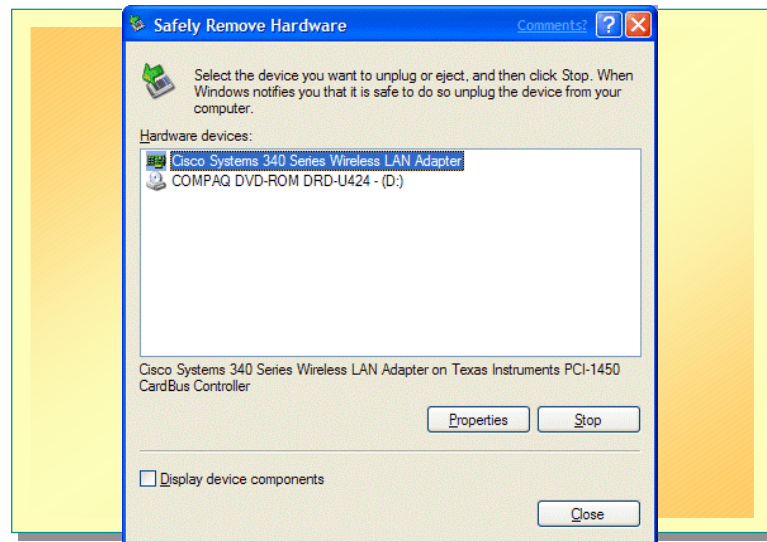 Safely Remove Hardware
Comments?
Select the device you want to unplug or eject, and then click Stop. When
Windows notifies you that it is safe to do so unplug the device from your
computer.
Hardware devices:
Cisco Systems 340 Series Wireless LAN Adapter
COMPAQ DVD-ROM DRD-U424 - (D:)
Cisco Systems 340 Series Wireless LAN Adapter on Texas Instruments PCI-1450
CardBus Controller
Properties
Stop
Display device components
Close